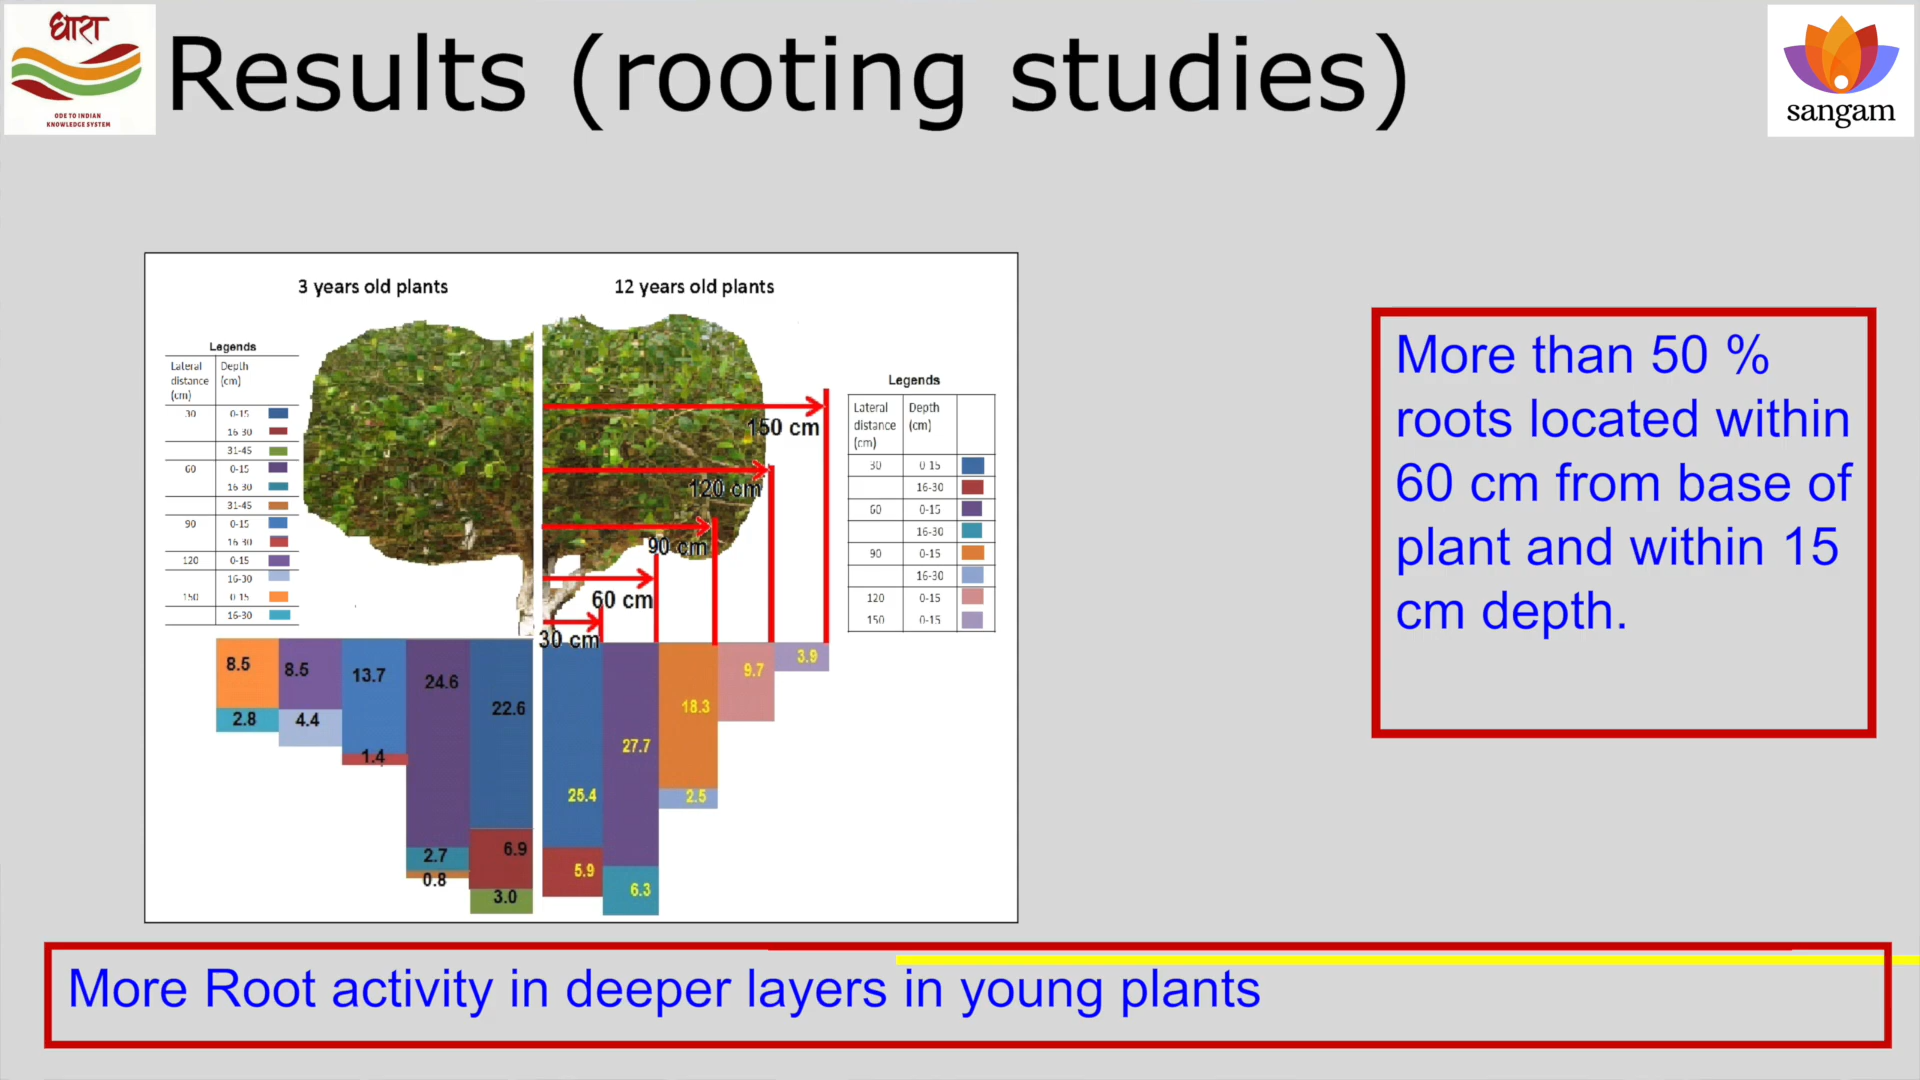 धारा
ODE TO INDIAN
KNOWLEDGE SYSTEM
Results (rooting studies)
sangam
3 years old plants
12 years old plants
Legends
Lateral distance (cm) Depth (cm)
30 0-15
16-30
31-45
60 0-15
16-30
31-45
90 0-15
16-30
120 0-15
16-30
150 0-15
16-30
150 cm
120 cm
90 cm
60 cm
30 cm
Legends
Lateral distance (cm) Depth (cm)
30 0-15
16-30
60 0-15
16-30
90 0-15
16-30
120 0-15
150 0-15
8.5 8.5 13.7 24.6 22.6
2.8 4.4 1.4 2.7 6.9
0.8 3.0
25.4 27.7 18.3 9.7 3.9
5.9 6.3 2.5
More than 50 %
roots located within
60 cm from base of
plant and within 15
cm depth.
More Root activity in deeper layers in young plants